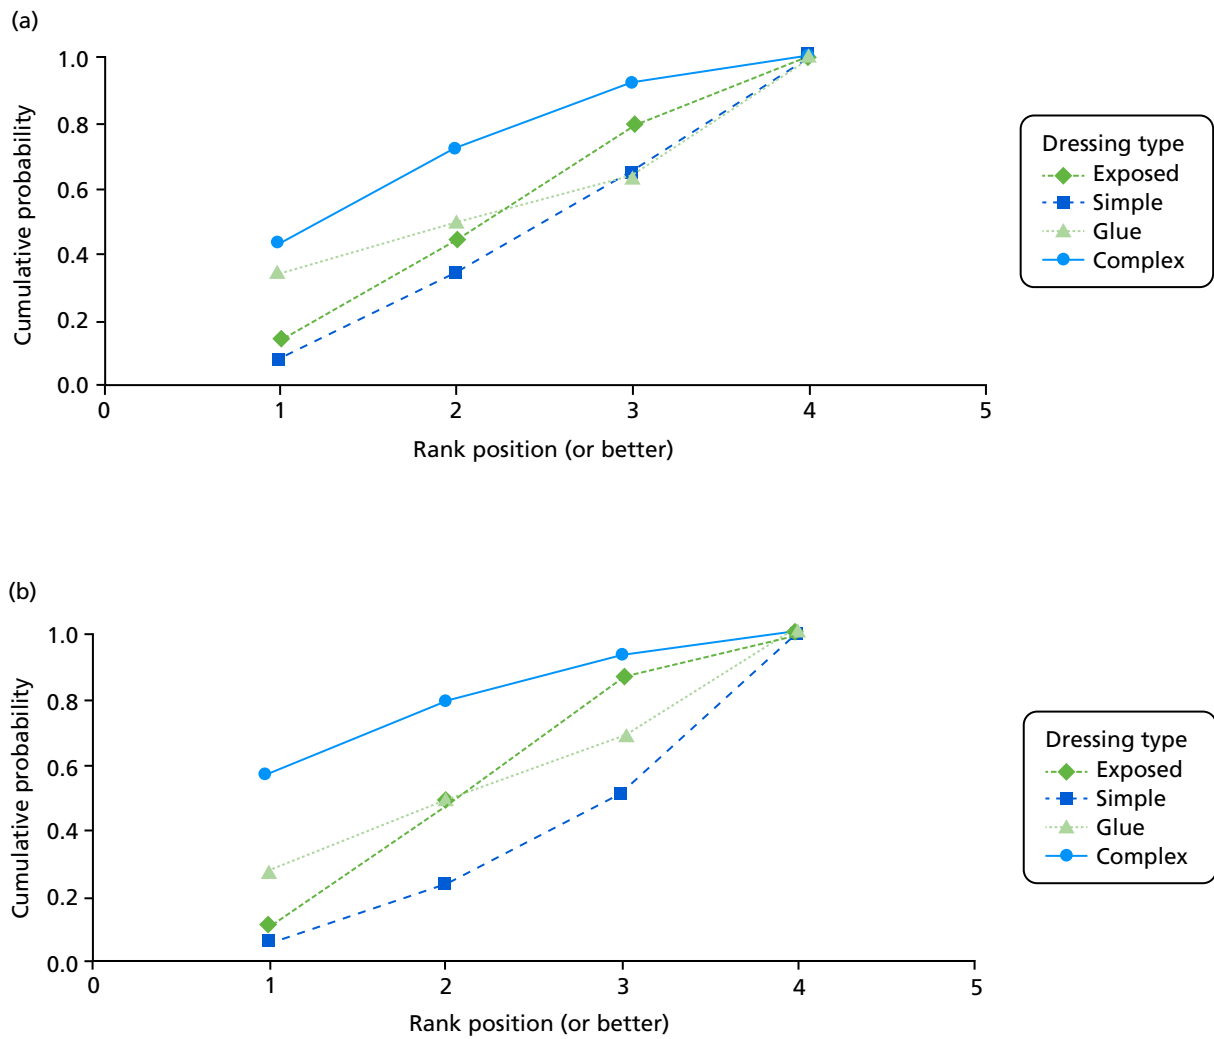 (a)
1.0
0.8
0.6
0.4
0.2
0.0
Cumulative probability
0 1 2 3 4 5
Rank position (or better)
Dressing type
Exposed
Simple
Glue
Complex
(b)
1.0
0.8
0.6
0.4
0.2
0.0
Cumulative probability
0 1 2 3 4 5
Rank position (or better)
Dressing type
Exposed
Simple
Glue
Complex